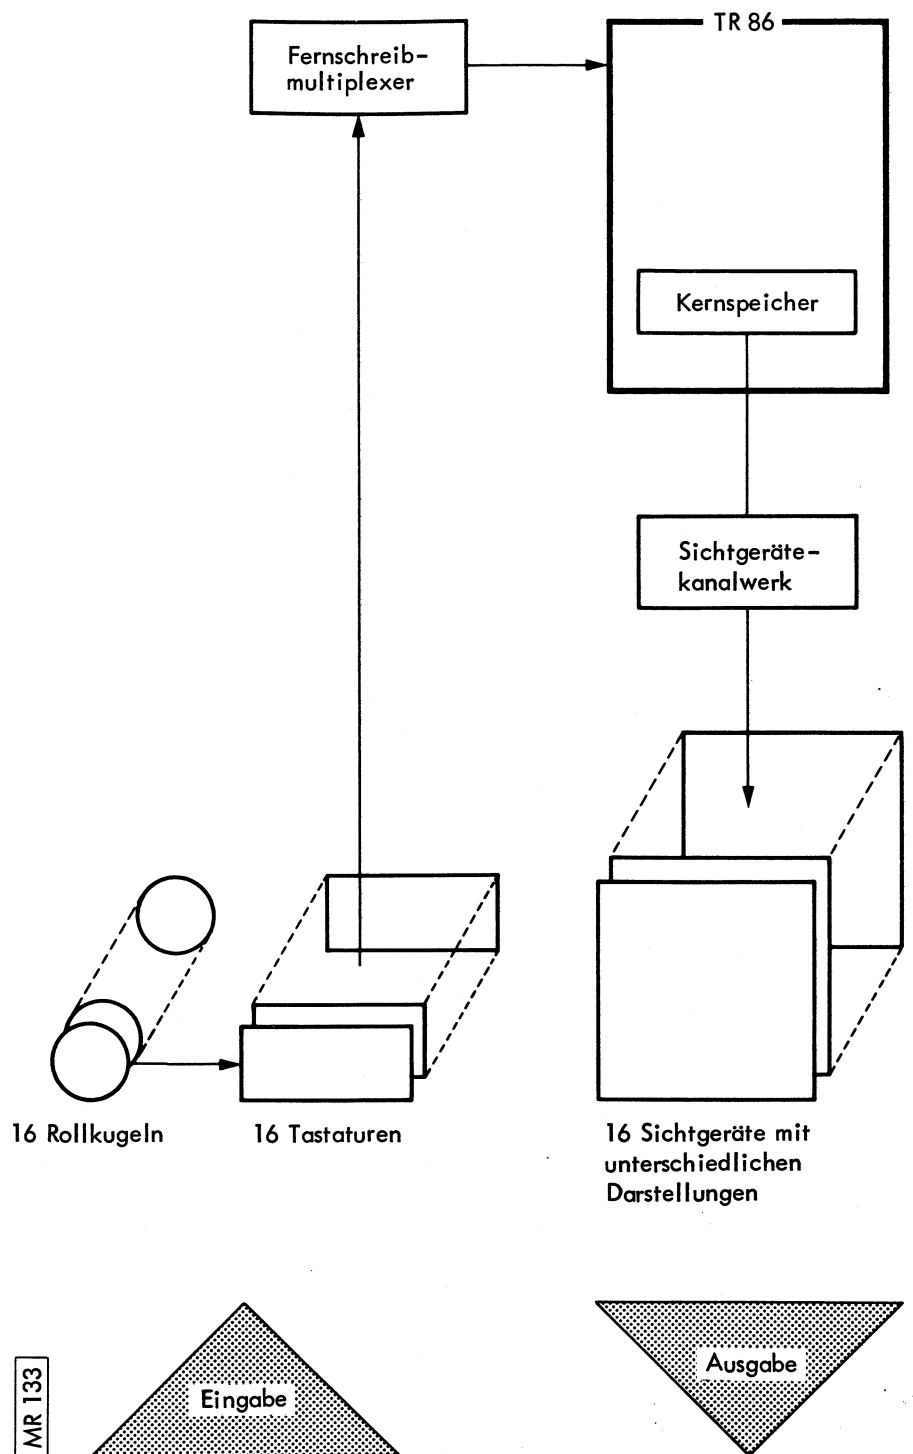 TR 86
Fernschreib-
multiplexer
Kernspeicher
Sichtgeräte-
kanalwerk
16 Rollkugeln
16 Tastaturen
16 Sichtgeräte mit
unterschiedlichen
Darstellungen
Eingabe
Ausgabe
MR 133